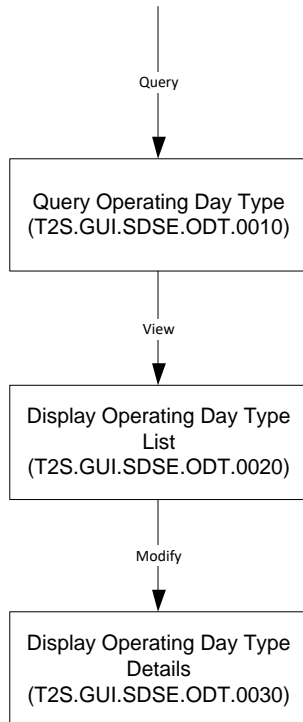 Query
Query Operating Day Type
(T2S.GUI.SDSE.ODT.0010)
View
Display Operating Day Type
List
(T2S.GUI.SDSE.ODT.0020)
Modify
Display Operating Day Type
Details
(T2S.GUI.SDSE.ODT.0030)